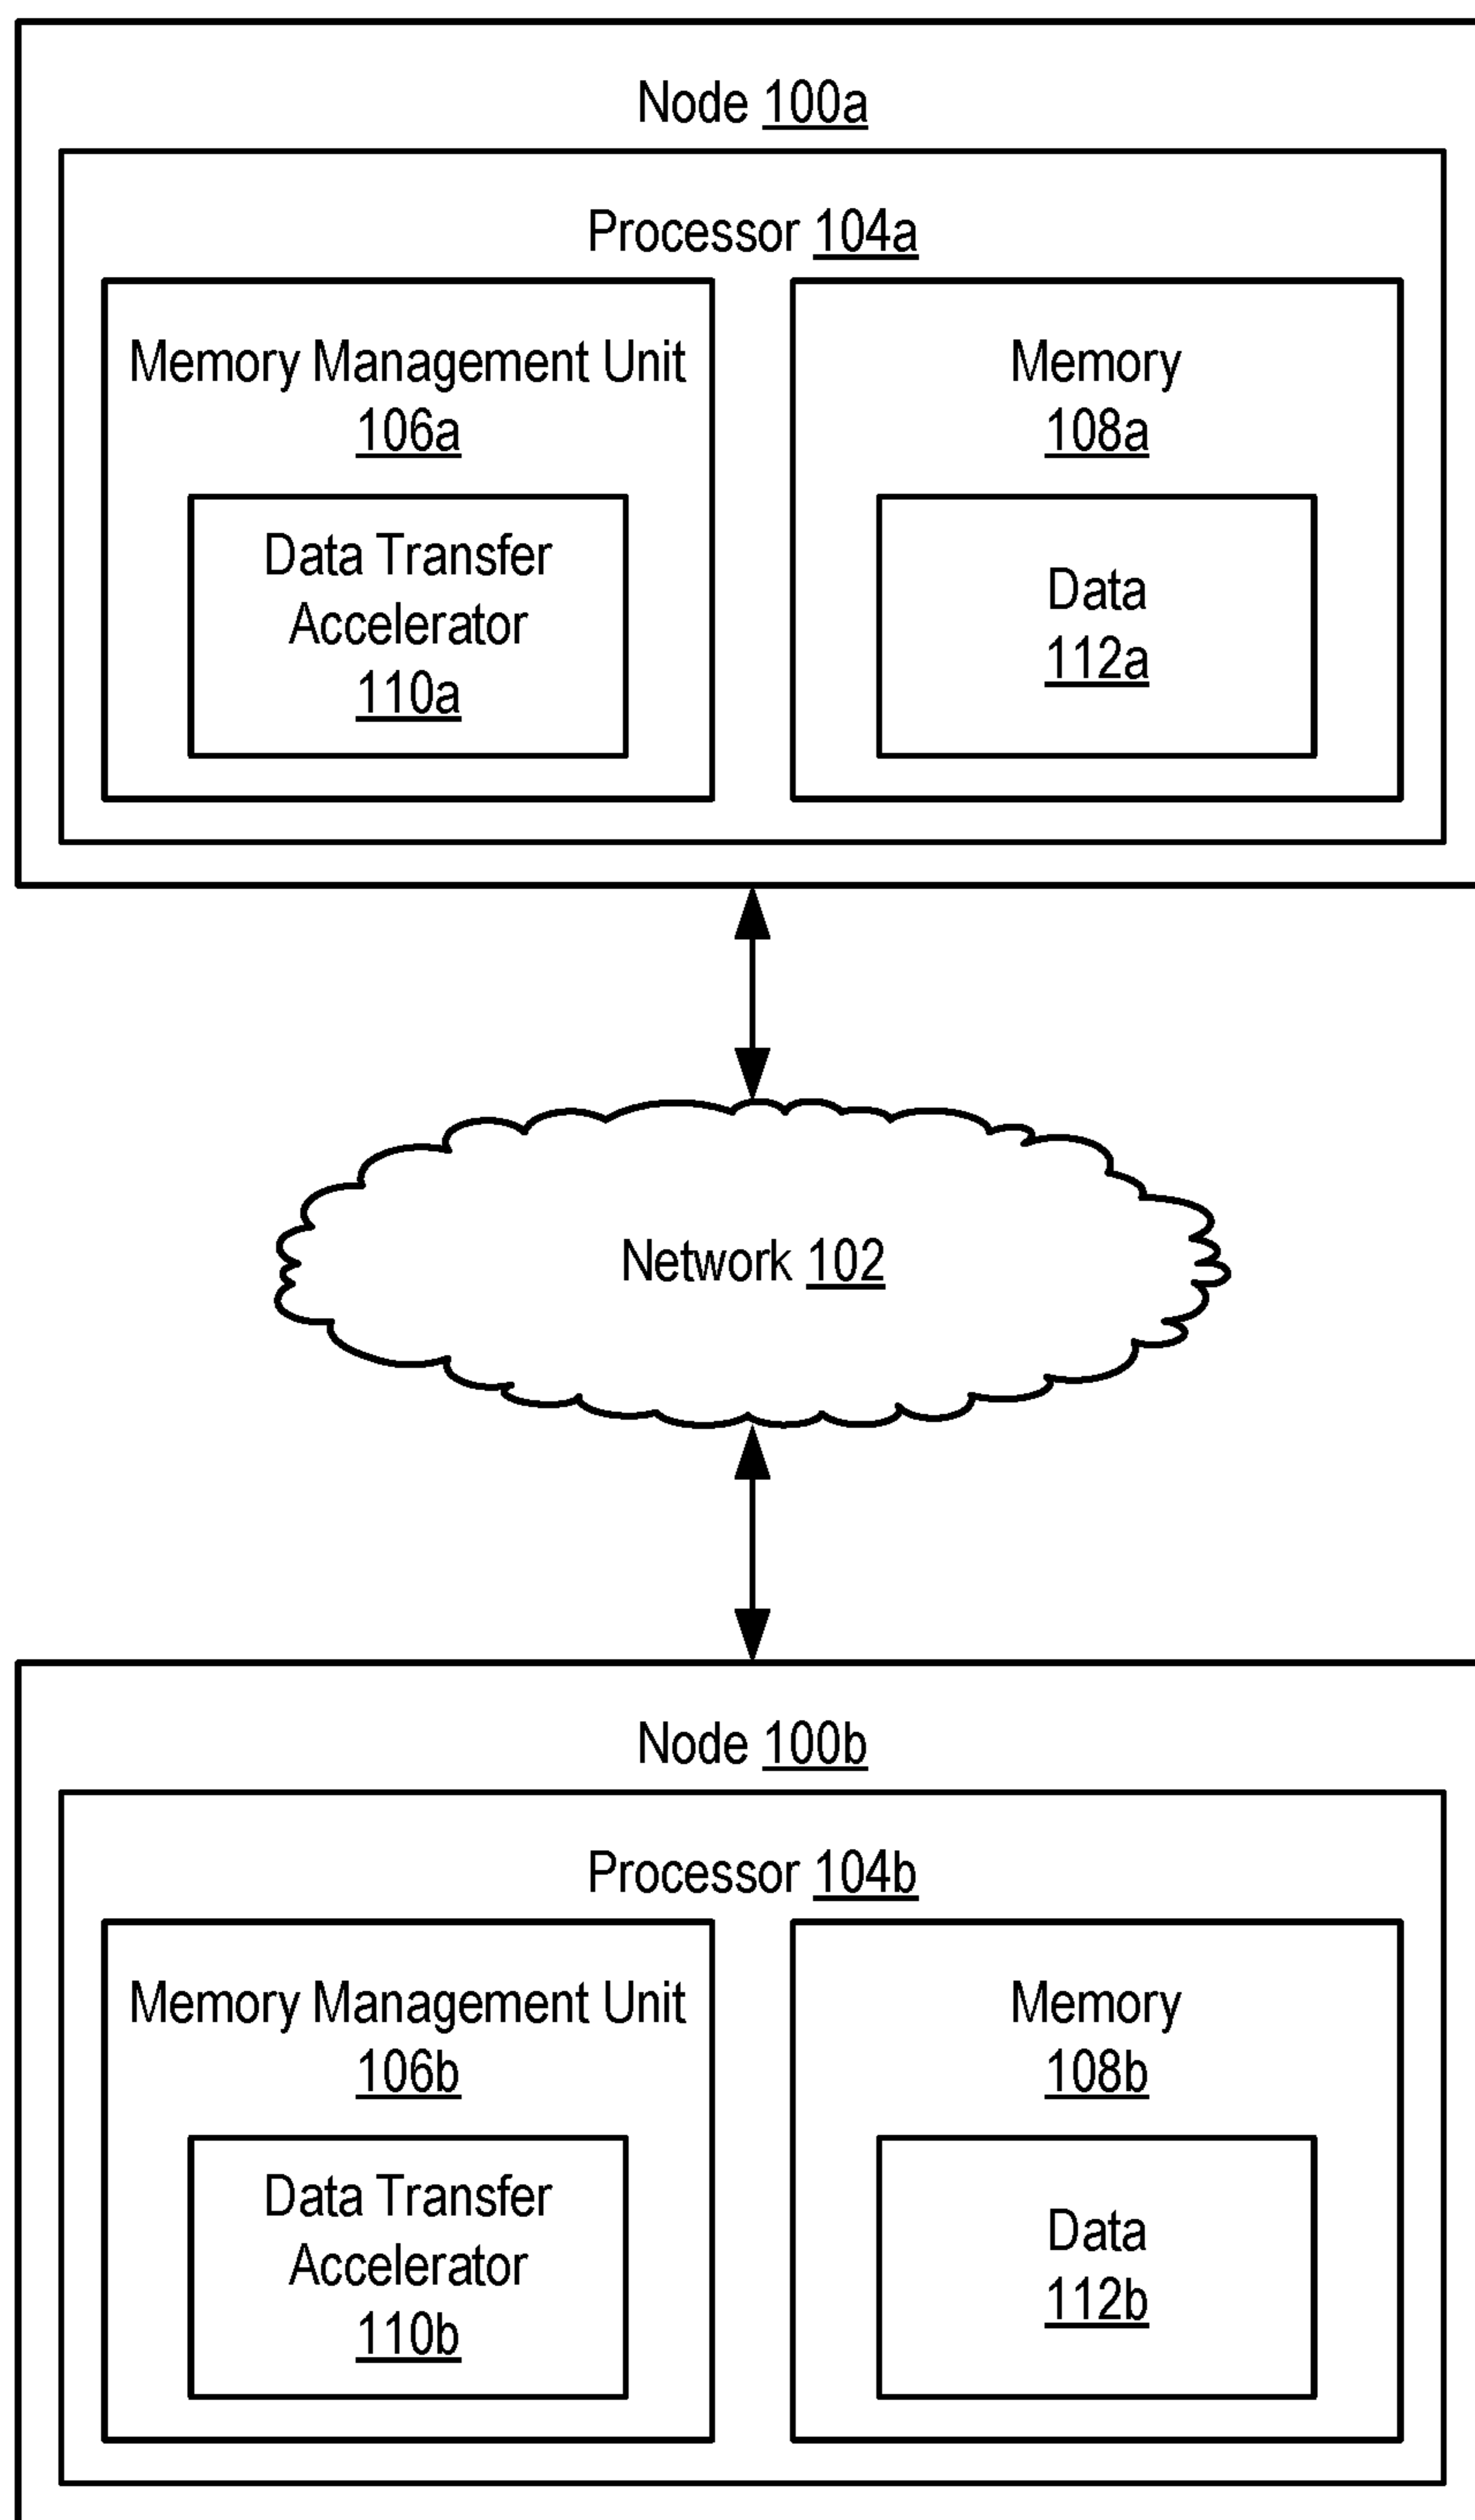 Node 100a
Processor 104a
Memory Management Unit
106a
Data Transfer
Accelerator
110a
Memory
108a
Data
112a
Network 102
Node 100b
Processor 104b
Memory Management Unit
106b
Data Transfer
Accelerator
110b
Memory
108b
Data
112b